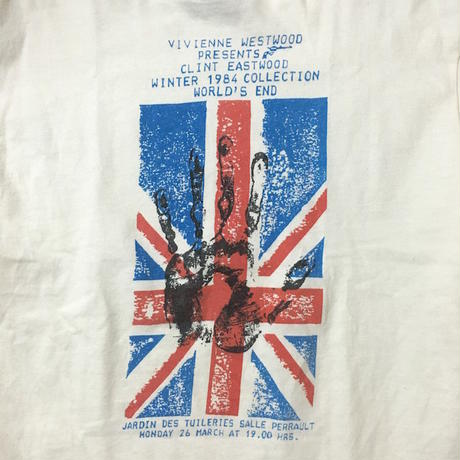 VIVIENNE WESTWOOD
PRESENTS
CLINT EASTWOOD
WINTER 1984 COLLECTION
WORLD'S END
JARDIN DES TUILERIES SALLE PERRAULT
MONDAY 26 MARCH AT 19.00 HRS.